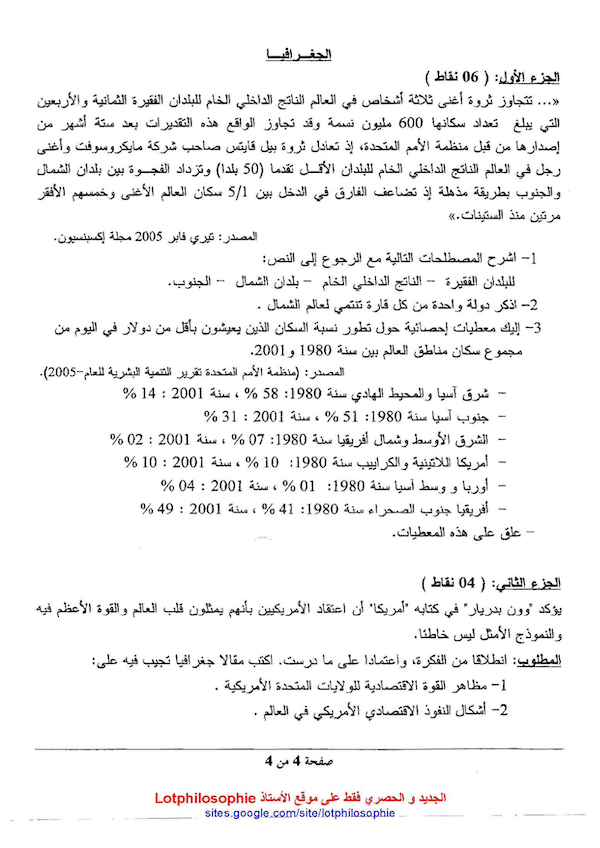 الجغـرافيـا
الجزء الأول: ( 06 نقاط )
«... تتجاوز ثروة أغنى ثلاثة أشخاص في العالم الناتج الداخلي الخام للبلدان الفقيرة الثمانية والأربعين
التي يبلغ تعداد سكانها 600 مليون نسمة وقد تجاوز الواقع هذه التقديرات بعد ستة أشهر من
إصدارها من قبل منظمة الأمم المتحدة، إذ تعادل ثروة بيل قايتس صاحب شركة مايكروسوفت وأغنى
رجل في العالم الناتج الداخلي الخام للبلدان الأقـل تقدما (50 بلدا) وتزداد الفجـوة بين بلدان الشمال
والجنوب بطريقة مذهلة إذ تضاعف الفارق في الدخل بين 5/1 سكان العالم الأغنى وخمسهم الأفقر
مرتين منذ الستينات.»
المصدر: تيري فابر 2005 مجلة إكسبنسيون.
1- اشرح المصطلحات التالية مع الرجوع إلى النص:
للبلدان الفقيرة - الناتج الداخلي الخام - بلدان الشمال - الجنوب.
2- اذكر دولة واحدة من كل قارة تنتمي لعالم الشمال .
3- إليك معطيات إحصائية حول تطور نسبة السكان الذين يعيشون بأقل من دولار في اليوم من
مجموع سكان مناطق العالم بين سنة 1980 و2001.
المصدر: (منظمة الأمم المتحدة تقرير التنمية البشرية للعام-2005).
- شرق آسيا والمحيط الهادي سنة 1980: 58 % ، سنة 2001 : 14 %
- جنوب آسيا سنة 1980: 51 % ، سنة 2001 : 31 %
- الشرق الأوسط وشمال أفريقيا سنة 1980: 07 % ، سنة 2001 : 02 %
- أمريكا اللاتينية والكراييب سنة 1980: 10 % ، سنة 2001 : 10 %
- أوربا و وسط آسيا سنة 1980: 01 % ، سنة 2001 : 04 %
- أفريقيا جنوب الصحراء سنة 1980: 41 % ، سنة 2001 : 49 %
- علق على هذه المعطيات.
الجزء الثاني: ( 04 نقاط )
يؤكد "وون بدريار" في كتابه "أمريكا" أن اعتقاد الأمريكيين بأنهم يمثلون قلب العالم والقوة الأعظم فيه
والنموذج الأمثل ليس خاطئا.
المطلوب: انطلاقا من الفكرة، واعتمادا على ما درست. اكتب مقالا جغرافيا تجيب فيه على:
1- مظاهر القوة الاقتصادية للولايات المتحدة الأمريكية .
2- أشكال النفوذ الاقتصادي الأمريكي في العالم .
صفحة 4 من 4
الجديد و الحصري فقط على موقع الأستاذ Lotphilosophie
sites.google.com/site/lotphilosophie